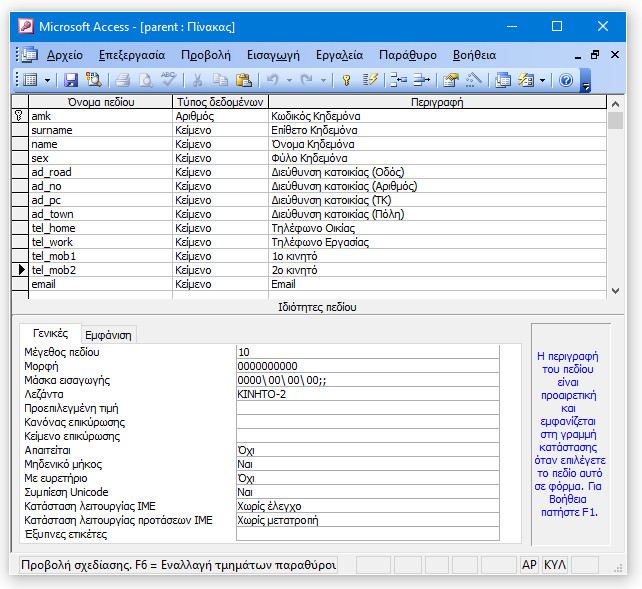 Microsoft Access - [parent : Πίνακας]
Αρχείο Επεξεργασία Προβολή Εισαγωγή Εργαλεία Παράθυρο Βοήθεια
Όνομα πεδίου Τύπος δεδομένων Περιγραφή
amk Αριθμός Κωδικός Κηδεμόνα
surname Κείμενο Επίθετο Κηδεμόνα
name Κείμενο Όνομα Κηδεμόνα
sex Κείμενο Φύλο Κηδεμόνα
ad_road Κείμενο Διεύθυνση κατοικίας (Οδός)
ad_no Κείμενο Διεύθυνση κατοικίας (Αριθμός)
ad_pc Κείμενο Διεύθυνση κατοικίας (ΤΚ)
ad_town Κείμενο Διεύθυνση κατοικίας (Πόλη)
tel_home Κείμενο Τηλέφωνο Οικίας
tel_work Κείμενο Τηλέφωνο Εργασίας
tel_mob1 Κείμενο 1ο κινητό
tel_mob2 Κείμενο 2ο κινητό
email Κείμενο Email
Ιδιότητες πεδίου
Γενικές Εμφάνιση
Μέγεθος πεδίου 10
Μορφή 0000000000
Μάσκα εισαγωγής 0000\00\00\00;;
Λεζάντα ΚΙΝΗΤΟ-2
Προεπιλεγμένη τιμή
Κανόνας επικύρωσης
Κείμενο επικύρωσης
Απαιτείται Όχι
Μηδενικό μήκος Ναι
Με ευρετήριο Όχι
Συμπίεση Unicode Ναι
Κατάσταση λειτουργίας IME Χωρίς έλεγχο
Κατάσταση λειτουργίας προτάσεων IME Χωρίς μετατροπή
Έξυπνες ετικέτες
Η περιγραφή
του πεδίου
είναι
προαιρετική
και
εμφανίζεται
στη γραμμή
κατάστασης
όταν επιλέγετε
το πεδίο αυτό
σε φόρμα. Για
Βοήθεια
πατήστε F1.
Προβολή σχεδίασης. F6 = Εναλλαγή τμημάτων παραθύρου ΑΡ ΚΥΛ